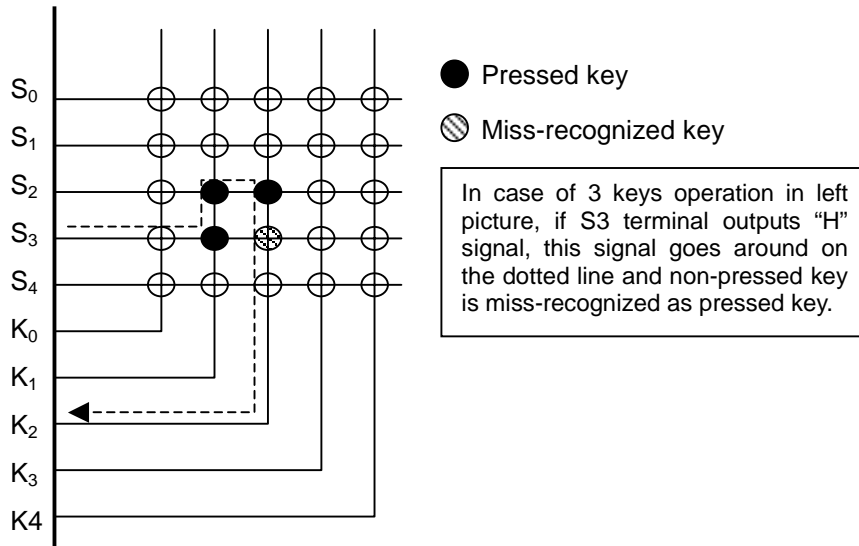 S0
S1
S2
S3
S4
K0
K1
K2
K3
K4
Pressed key
Miss-recognized key
In case of 3 keys operation in left
picture, if S3 terminal outputs “H”
signal, this signal goes around on
the dotted line and non-pressed key
is miss-recognized as pressed key.